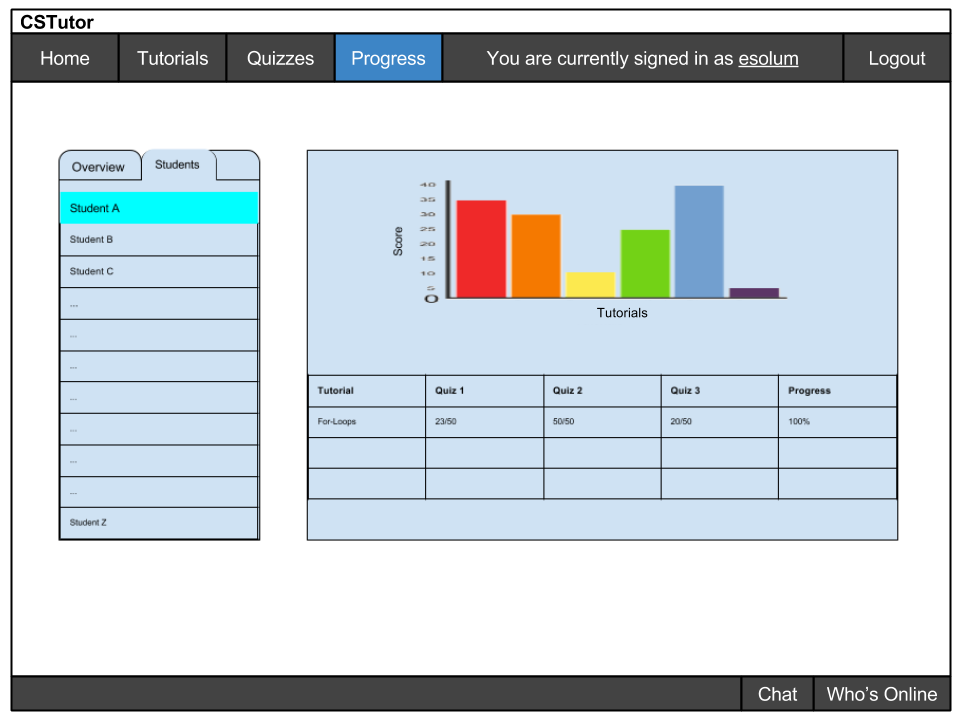 CSTutor
Home Tutorials Quizzes Progress You are currently signed in as esolum Logout
Overview Students
Student A
Student B
Student C
...
...
...
...
...
...
...
Student Z
40
35
30
25
20
15
10
5
0
Score
Tutorials
Tutorial Quiz 1 Quiz 2 Quiz 3 Progress
For-Loops 23/50 50/50 20/50 100%
Chat Who's Online